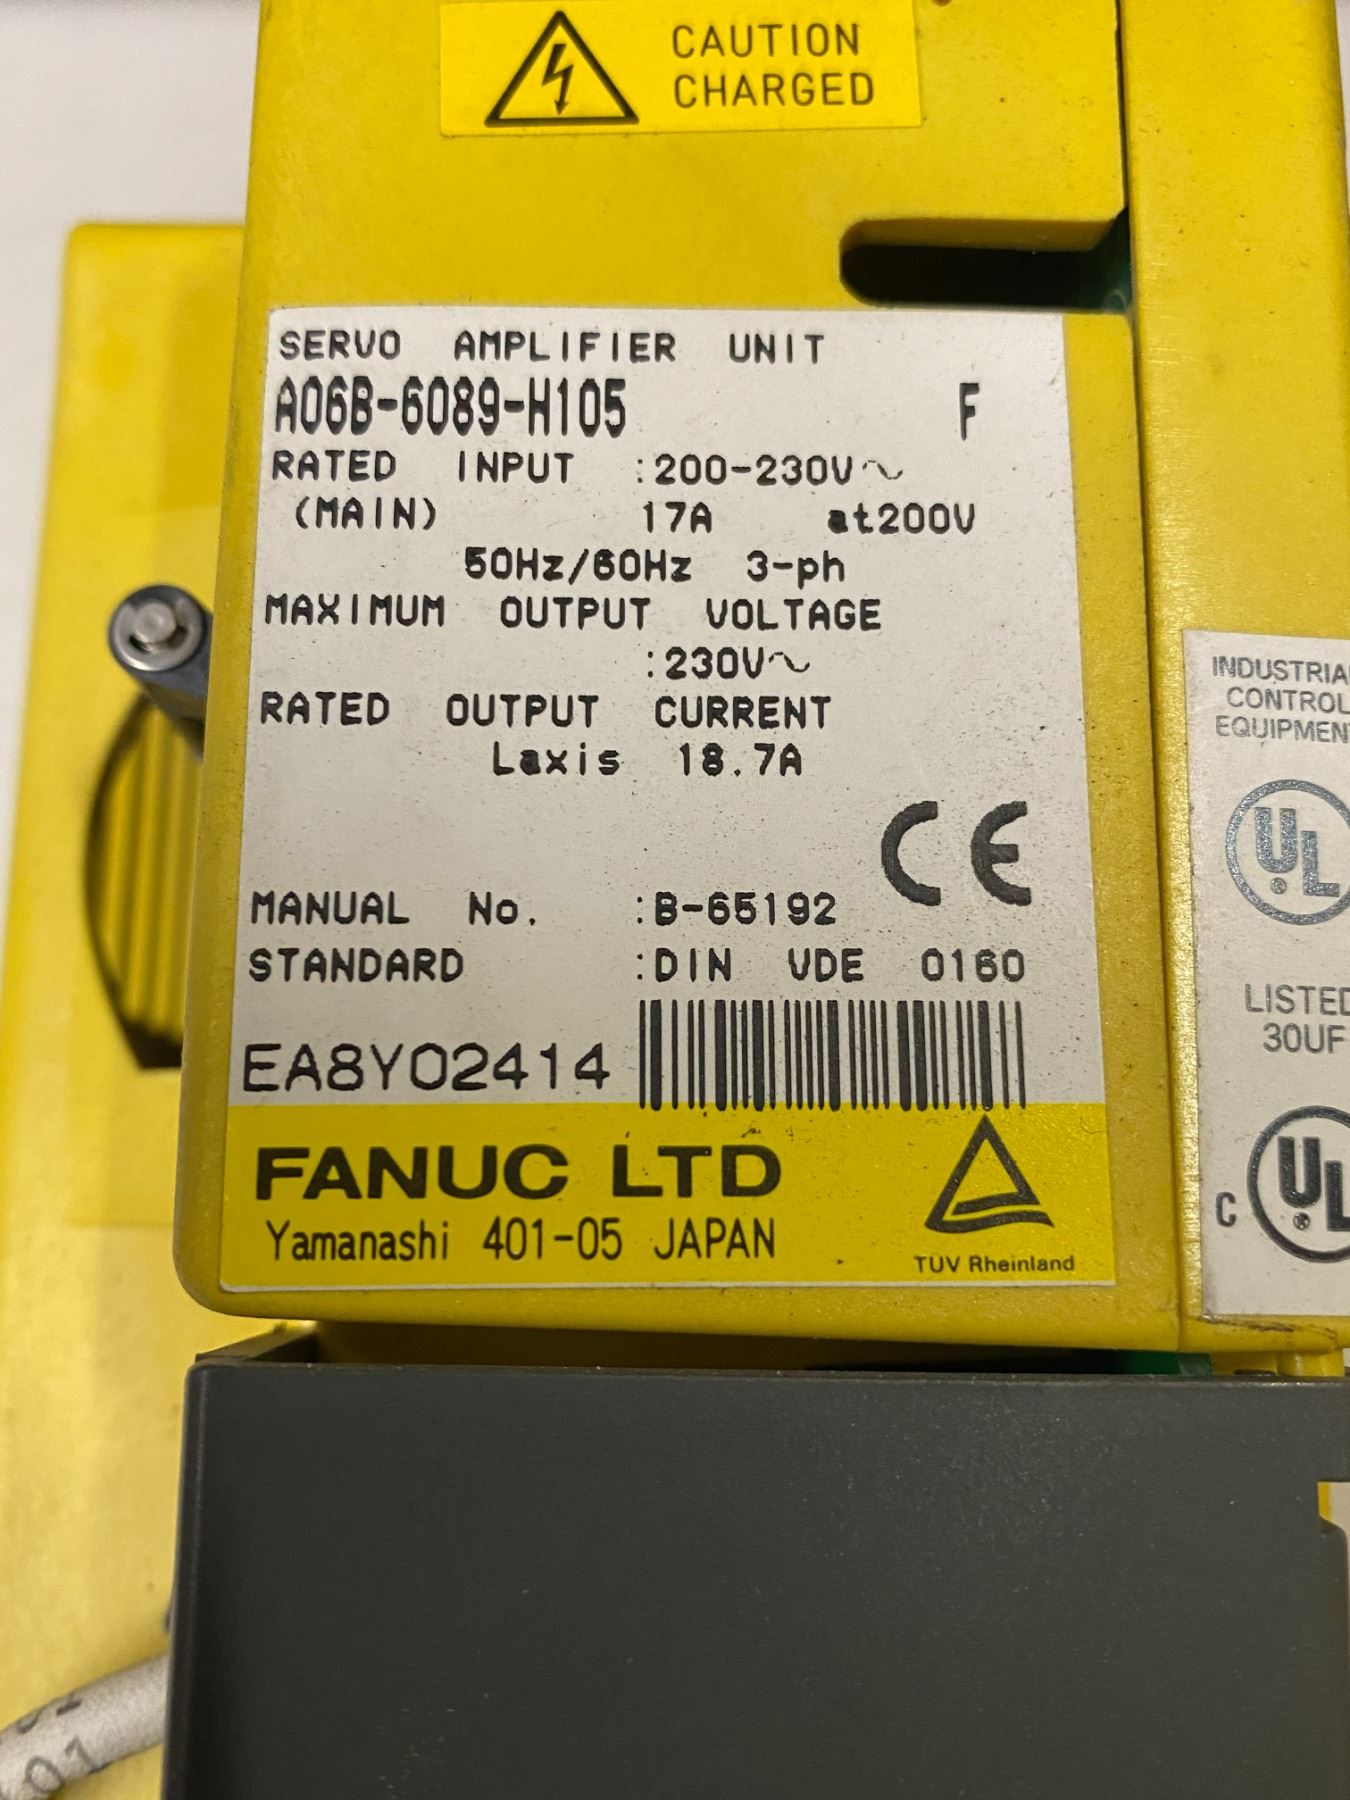 CAUTION
CHARGED
SERVO AMPLIFIER UNIT
A06B-6089-H105 F
RATED INPUT :200-230V~
(MAIN) 17A at200V
50Hz/60Hz 3-ph
MAXIMUM OUTPUT VOLTAGE
:230V~
RATED OUTPUT CURRENT
Laxis 18.7A
CE
MANUAL No. :B-65192
STANDARD :DIN VDE 0160
EA8Y02414
FANUC LTD
Yamanashi 401-05 JAPAN
TÜV Rheinland
INDUSTRIAL
CONTROL
EQUIPMENT
UL
®
LISTED
30UF
C UL
®
01